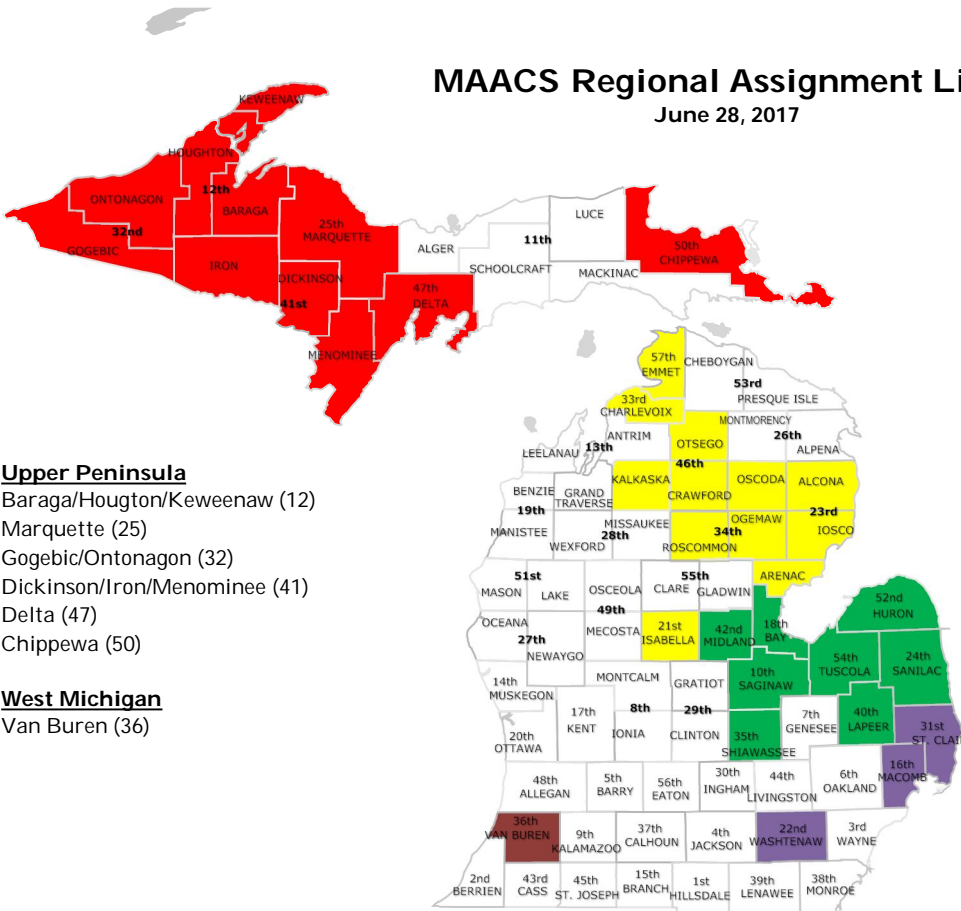 MAACS Regional Assignment Li
June 28, 2017
KEWEENAW
HOUGHTON
12th
ONTONAGON
BARAGA
32nd
GOGEBIC
25th
MARQUETTE
IRON
DICKINSON
41st
MENOMINEE
47th
DELTA
ALGER
11th
LUCE
SCHOOLCRAFT
MACKINAC
50th
CHIPPEWA
57th
EMMET
CHEBOYGAN
53rd
PRESQUE ISLE
33rd
CHARLEVOIX
MONTMORENCY
ANTRIM
OTSEGO
26th
ALPENA
LEELANAU
13th
46th
KALKASKA
CRAWFORD
OSCODA
ALCONA
BENZIE
GRAND
TRAVERSE
19th
MANISTEE
MISSAUKEE
28th
WEXFORD
34th
OGEMAW
ROSCOMMON
23rd
IOSCO
Upper Peninsula
Baraga/Hougton/Keweenaw (12)
Marquette (25)
Gogebic/Ontonagon (32)
Dickinson/Iron/Menominee (41)
Delta (47)
Chippewa (50)
West Michigan
Van Buren (36)
51st
MASON
LAKE
OSCEOLA
CLARE
55th
GLADWIN
ARENAC
49th
OCEANA
27th
NEWAYGO
MECOSTA
21st
ISABELLA
42nd
MIDLAND
18th
BAY
52nd
HURON
14th
MUSKEGON
MONTCALM
GRATIOT
10th
SAGINAW
54th
TUSCOLA
24th
SANILAC
17th
KENT
8th
IONIA
29th
CLINTON
35th
SHIAWASSEE
7th
GENESEE
40th
LAPEER
31st
ST. CLAI
20th
OTTAWA
48th
ALLEGAN
5th
BARRY
56th
EATON
30th
INGHAM
44th
LIVINGSTON
6th
OAKLAND
16th
MACOMB
36th
VAN BUREN
9th
KALAMAZOO
37th
CALHOUN
4th
JACKSON
22nd
WASHTENAW
3rd
WAYNE
2nd
BERRIEN
43rd
CASS
45th
ST. JOSEPH
15th
BRANCH
1st
HILLSDALE
39th
LENAWEE
38th
MONROE